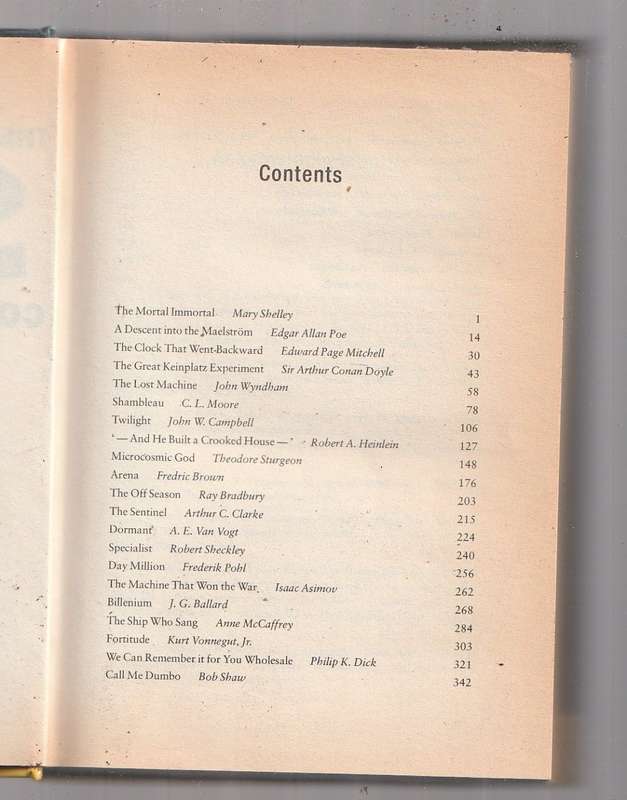 Contents
The Mortal Immortal Mary Shelley 1
A Descent into the Maelström Edgar Allan Poe 14
The Clock That Went Backward Edward Page Mitchell 30
The Great Keinplatz Experiment Sir Arthur Conan Doyle 43
The Lost Machine John Wyndham 58
Shambleau C. L. Moore 78
Twilight John W. Campbell 106
'—And He Built a Crooked House—' Robert A. Heinlein 127
Microcosmic God Theodore Sturgeon 148
Arena Fredric Brown 176
The Off Season Ray Bradbury 203
The Sentinel Arthur C. Clarke 215
Dormant A. E. Van Vogt 224
Specialist Robert Sheckley 240
Day Million Frederik Pohl 256
The Machine That Won the War Isaac Asimov 262
Billenium J. G. Ballard 268
The Ship Who Sang Anne McCaffrey 284
Fortitude Kurt Vonnegut, Jr. 303
We Can Remember it for You Wholesale Philip K. Dick 321
Call Me Dumbo Bob Shaw 342